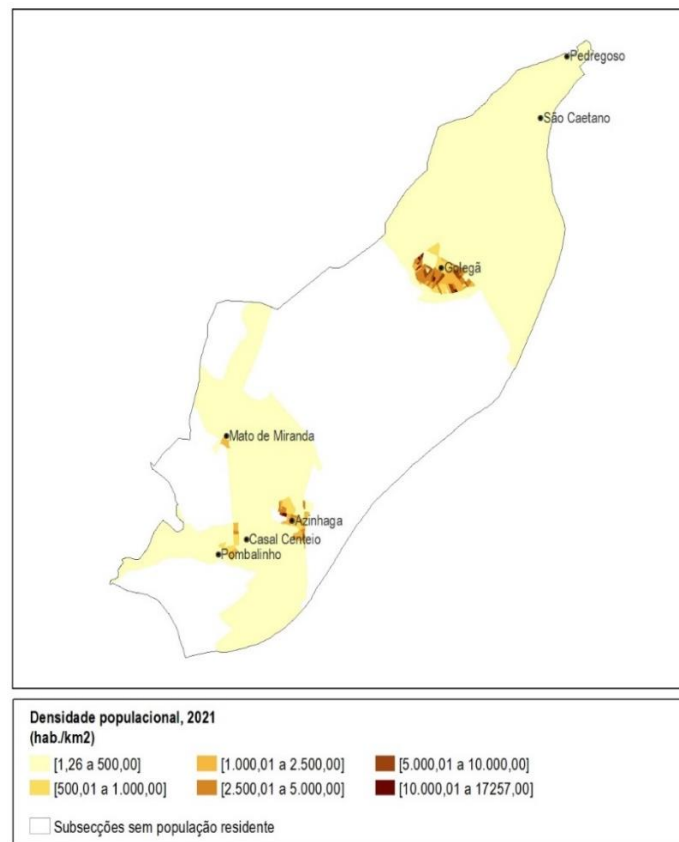 Pedregoso
São Caetano
Golegã
Mato de Miranda
Azinhaga
Casal Centeio
Pombalinho
Densidade populacional, 2021
(hab./km2)
[1,26 a 500,00] [1.000,01 a 2.500,00] [5.000,01 a 10.000,00]
[500,01 a 1.000,00] [2.500,01 a 5.000,00] [10.000,01 a 17257,00]
Subsecções sem população residente